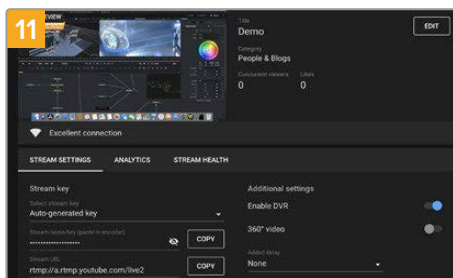 11
Title
Demo
EDIT
Category
People & Blogs
Concurrent viewers Likes
0 0
Excellent connection
STREAM SETTINGS ANALYTICS STREAM HEALTH
Stream key
Select stream key
Auto-generated key
Stream name/key (paste in encoder)
COPY
Stream URL
rtmp://a.rtmp.youtube.com/live2
COPY
Additional settings
Enable DVR
360° video
Added delay
None